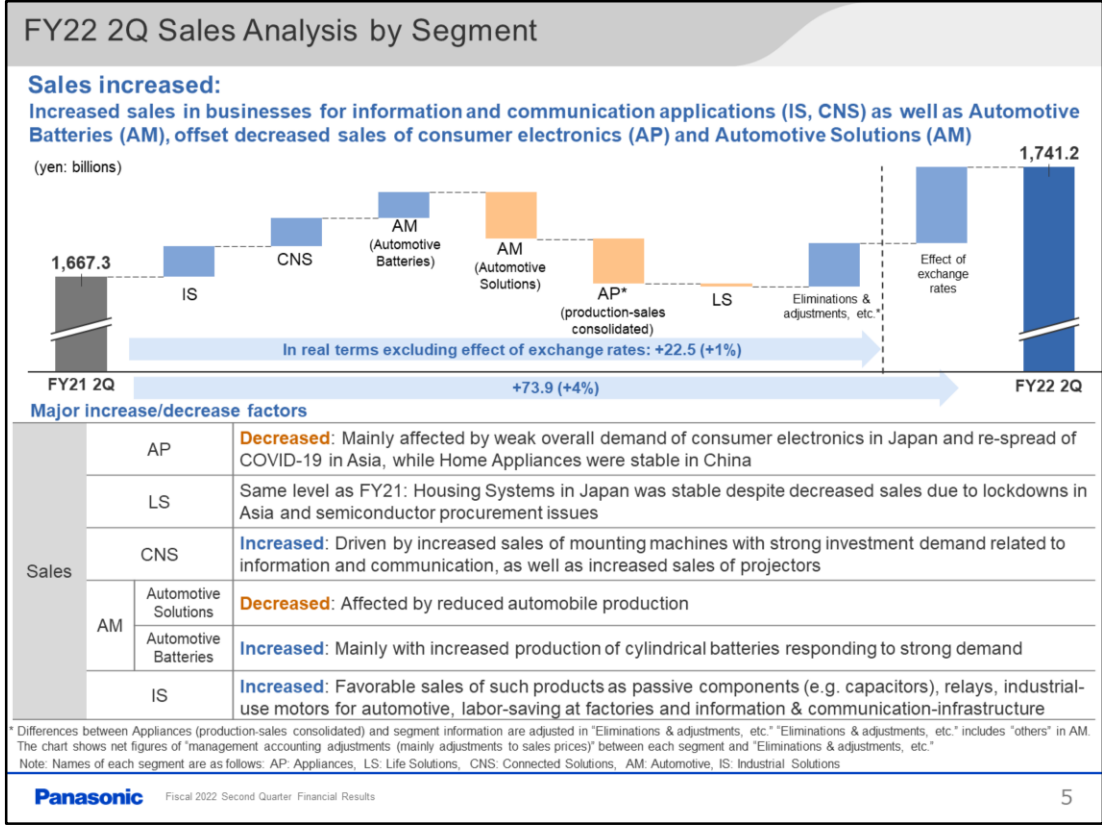 FY22 2Q Sales Analysis by Segment
Sales increased:
Increased sales in businesses for information and communication applications (IS, CNS) as well as Automotive
Batteries (AM), offset decreased sales of consumer electronics (AP) and Automotive Solutions (AM)
(yen: billions)
1,741.2
1,667.3
IS
CNS
AM
(Automotive
Batteries)
AM
(Automotive
Solutions)
AP*
(production-sales
consolidated)
LS
Eliminations &
adjustments, etc.*
Effect of
exchange
rates
In real terms excluding effect of exchange rates: +22.5 (+1%)
FY21 2Q
+73.9 (+4%)
FY22 2Q
Major increase/decrease factors
Sales
AP
Decreased: Mainly affected by weak overall demand of consumer electronics in Japan and re-spread of
COVID-19 in Asia, while Home Appliances were stable in China
LS
Same level as FY21: Housing Systems in Japan was stable despite decreased sales due to lockdowns in
Asia and semiconductor procurement issues
CNS
Increased: Driven by increased sales of mounting machines with strong investment demand related to
information and communication, as well as increased sales of projectors
AM
Automotive
Solutions
Decreased: Affected by reduced automobile production
Automotive
Batteries
Increased: Mainly with increased production of cylindrical batteries responding to strong demand
IS
Increased: Favorable sales of such products as passive components (e.g. capacitors), relays, industrial-
use motors for automotive, labor-saving at factories and information & communication-infrastructure
* Differences between Appliances (production-sales consolidated) and segment information are adjusted in "Eliminations & adjustments, etc." "Eliminations & adjustments, etc." includes "others" in AM.
The chart shows net figures of "management accounting adjustments (mainly adjustments to sales prices)" between each segment and "Eliminations & adjustments, etc."
Note: Names of each segment are as follows: AP: Appliances, LS: Life Solutions, CNS: Connected Solutions, AM: Automotive, IS: Industrial Solutions
Panasonic
Fiscal 2022 Second Quarter Financial Results
5